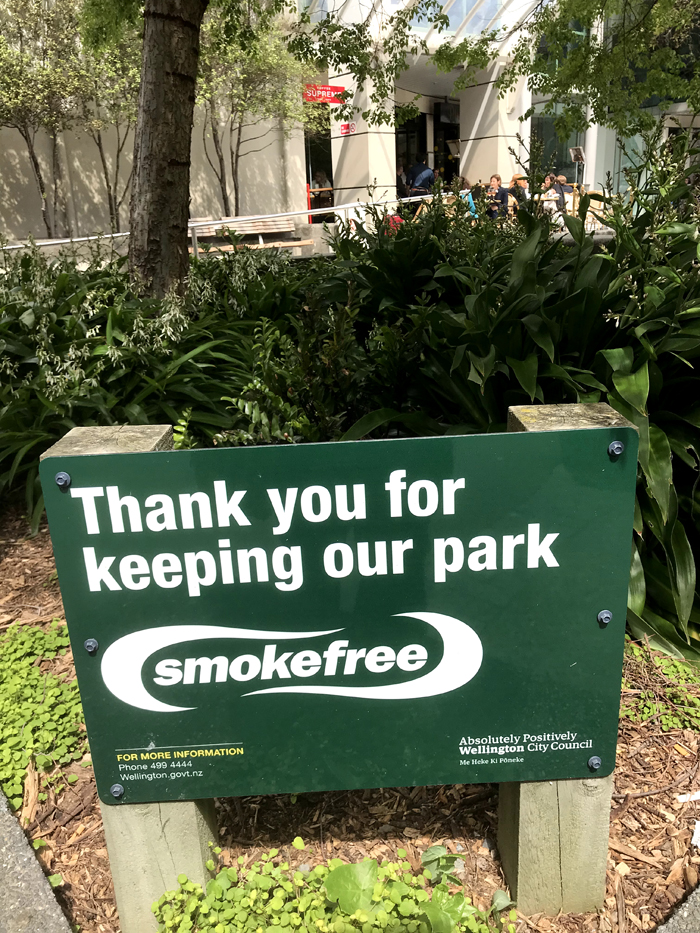 SUPREME
Thank you for
keeping our park
smokefree
FOR MORE INFORMATION
Phone 499 4444
Wellington.govt.nz
Absolutely Positively
Wellington City Council
Me Heke Ki Pōneke